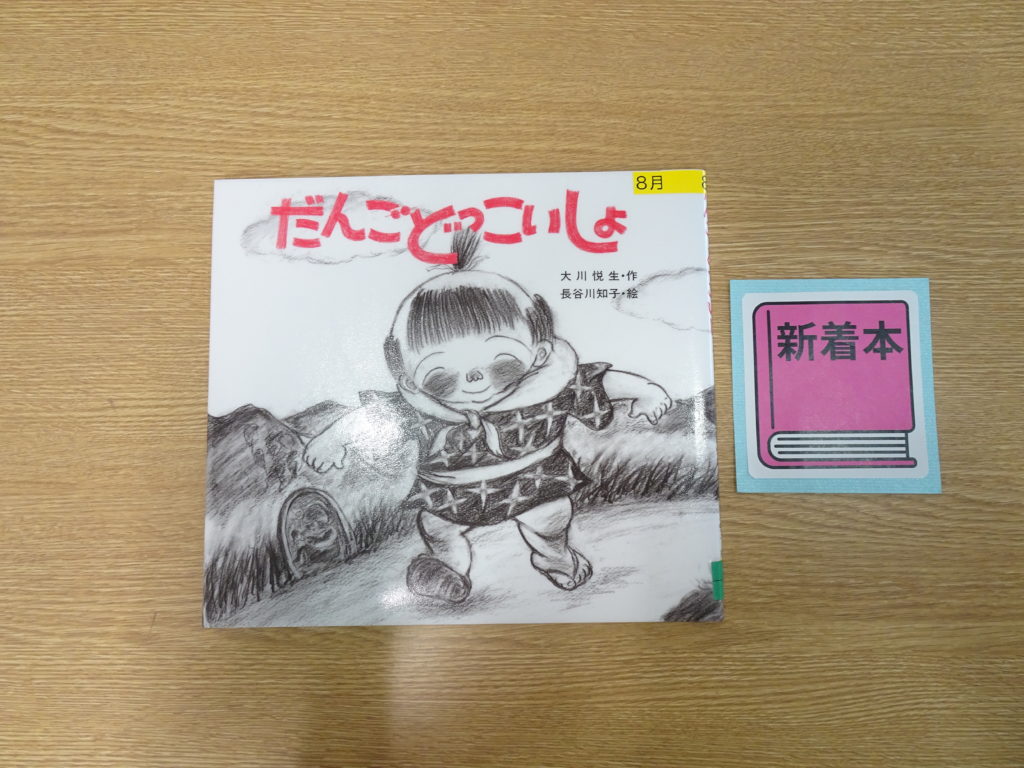 8月
だんごどっこいしょ
大川悦生・作
長谷川知子・絵
新着本